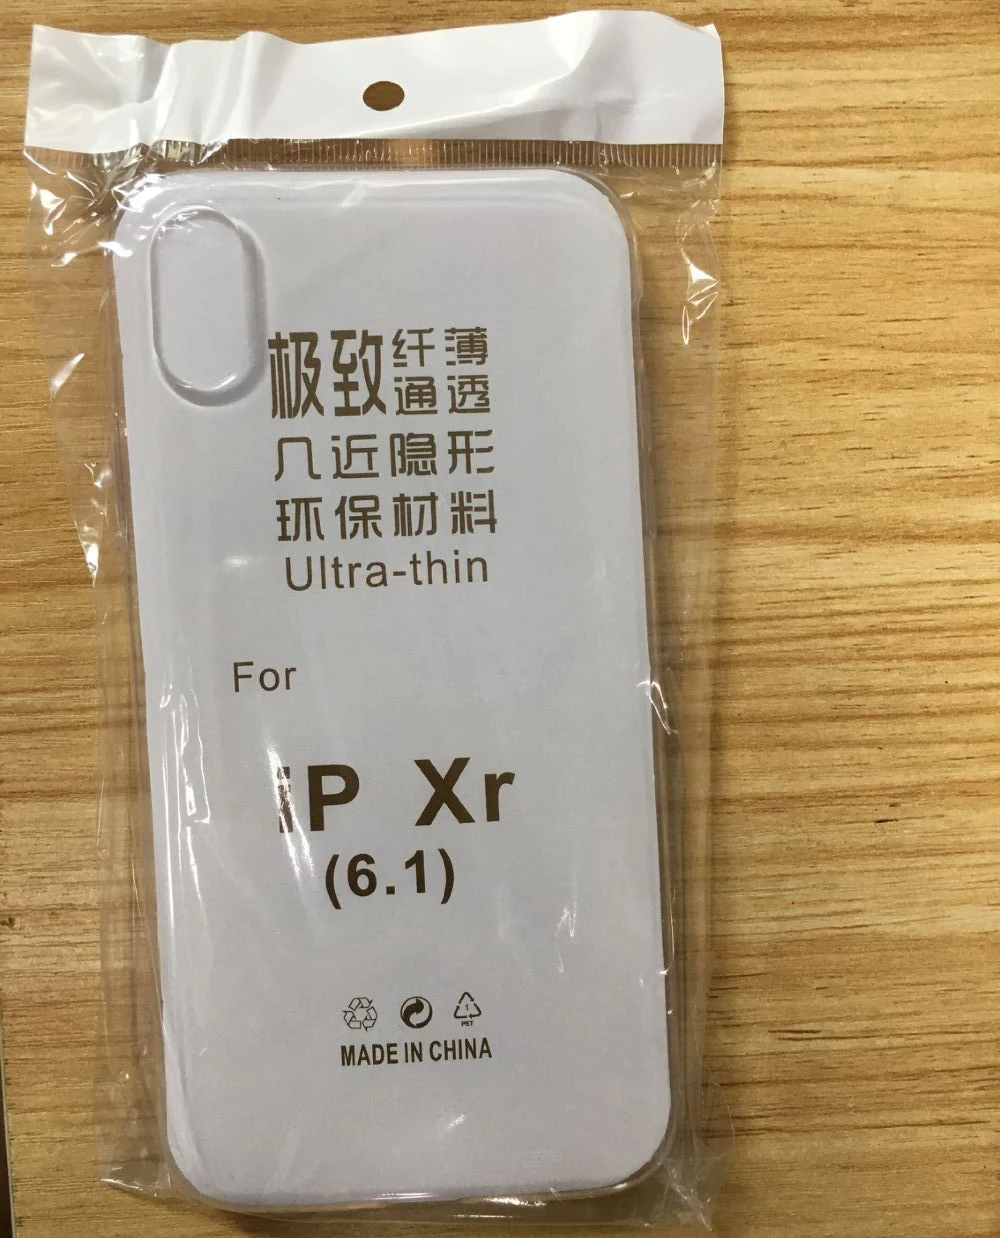 极致纤薄
通透
几近隐形
环保材料
Ultra-thin
For
iP Xr
(6.1)
1
PET
MADE IN CHINA